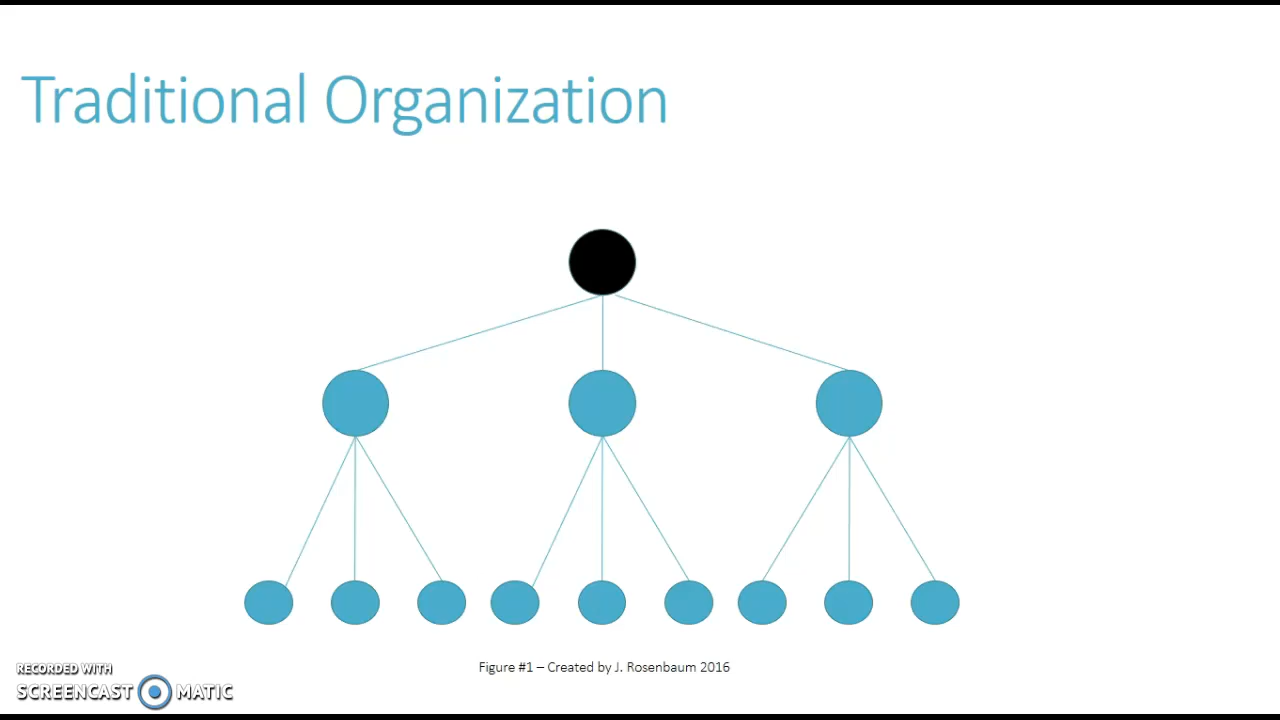 Traditional Organization
Figure #1 – Created by J. Rosenbaum 2016
RECORDED WITH
SCREENCAST MATIC